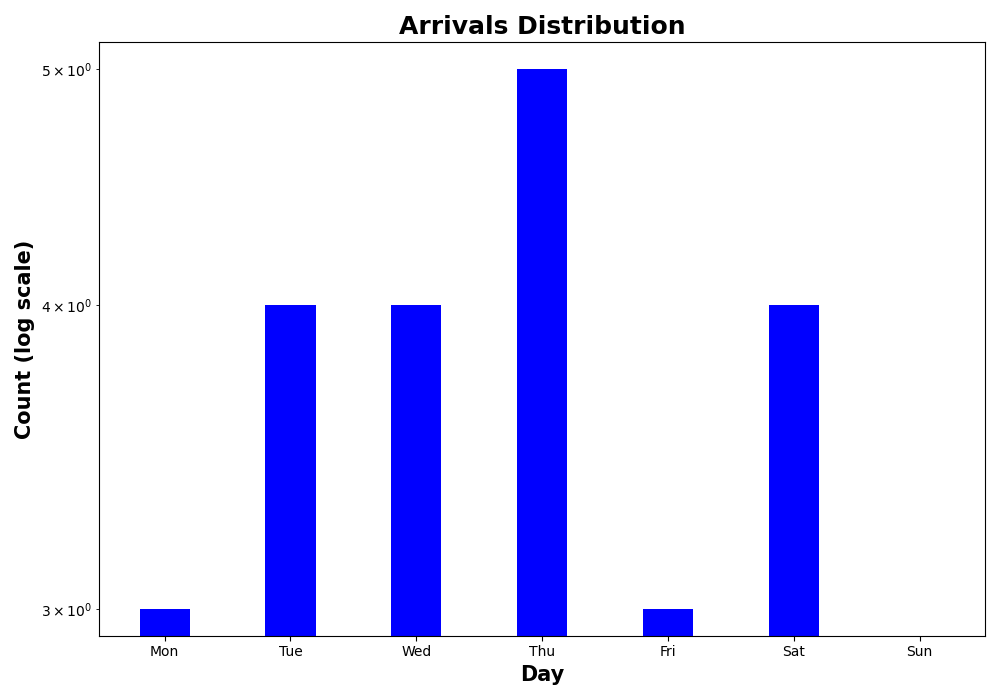 Arrivals Distribution
Count (log scale)
5 × 10⁰
4 × 10⁰
3 × 10⁰
Mon Tue Wed Thu Fri Sat Sun
Day